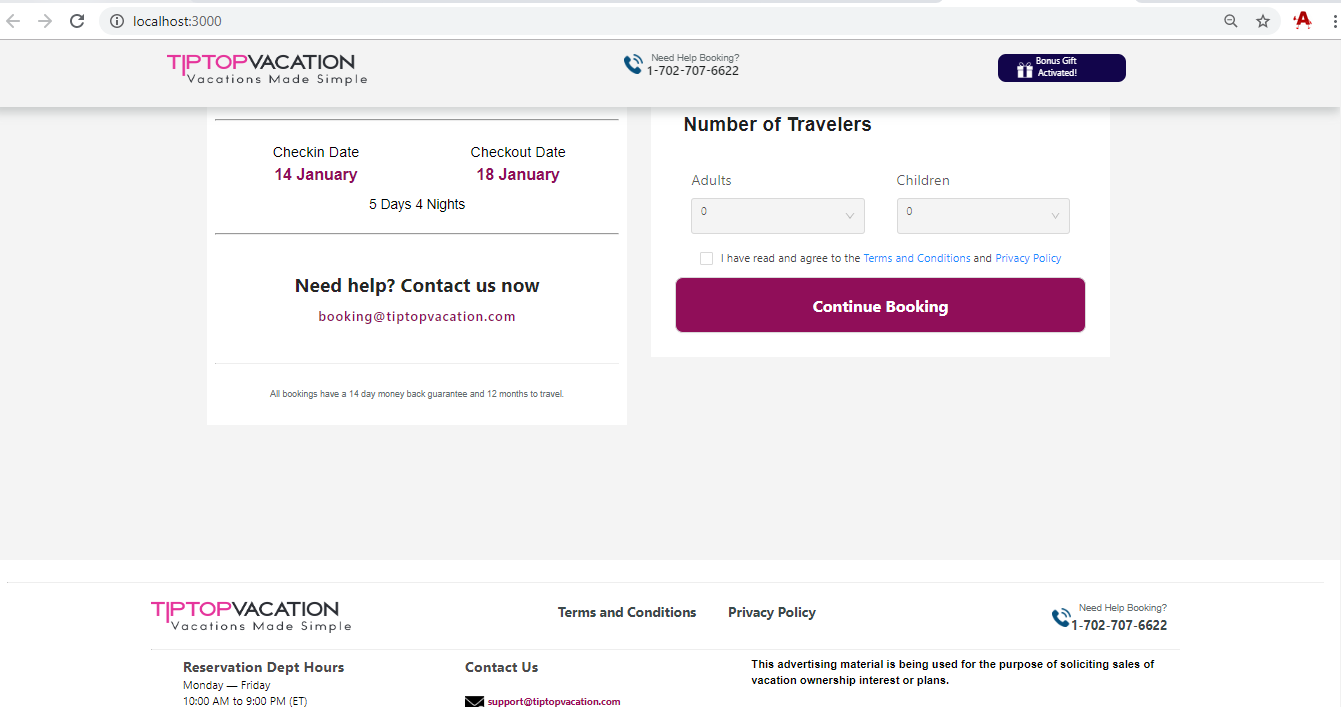 localhost:3000
TIPTOPVACATION
Vacations Made Simple
Need Help Booking?
1-702-707-6622
Bonus Gift
Activated!
Checkin Date
14 January
Checkout Date
18 January
5 Days 4 Nights
Need help? Contact us now
booking@tiptopvacation.com
All bookings have a 14 day money back guarantee and 12 months to travel.
Number of Travelers
Adults
Children
0
0
I have read and agree to the Terms and Conditions and Privacy Policy
Continue Booking
TIPTOPVACATION
Vacations Made Simple
Terms and Conditions
Privacy Policy
Need Help Booking?
1-702-707-6622
Reservation Dept Hours
Monday — Friday
10:00 AM to 9:00 PM (ET)
Contact Us
support@tiptopvacation.com
This advertising material is being used for the purpose of soliciting sales of
vacation ownership interest or plans.